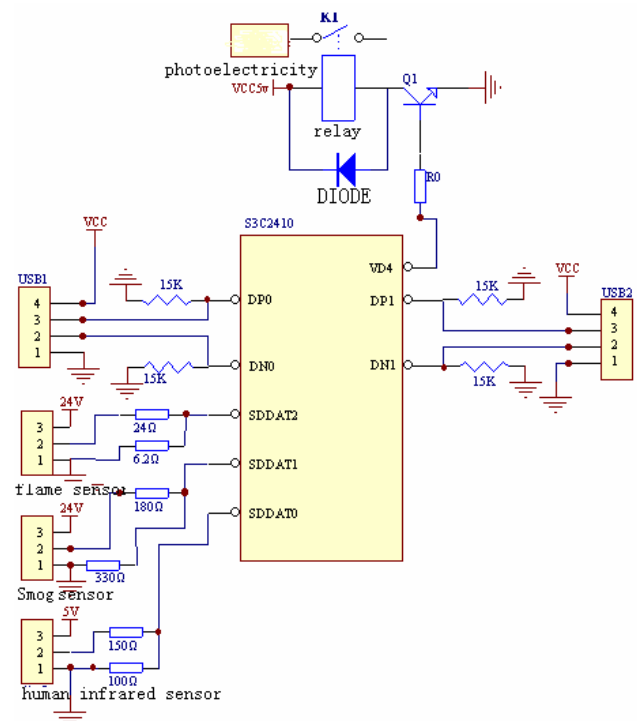 K1
photoelectricity
VCC5v
Q1
relay
DIODE
R0
S3C2410
VCC
USB1
4
3
2
1
15K
15K
DP0
DN0
VD4
DP1
DN1
15K
15K
VCC
USB2
4
3
2
1
24V
3
2
1
24Ω
6.2Ω
SDDAT2
flame sensor
SDDAT1
24V
180Ω
3
2
1
330Ω
SDDAT0
Smog sensor
5V
3
2
1
150Ω
100Ω
human infrared sensor